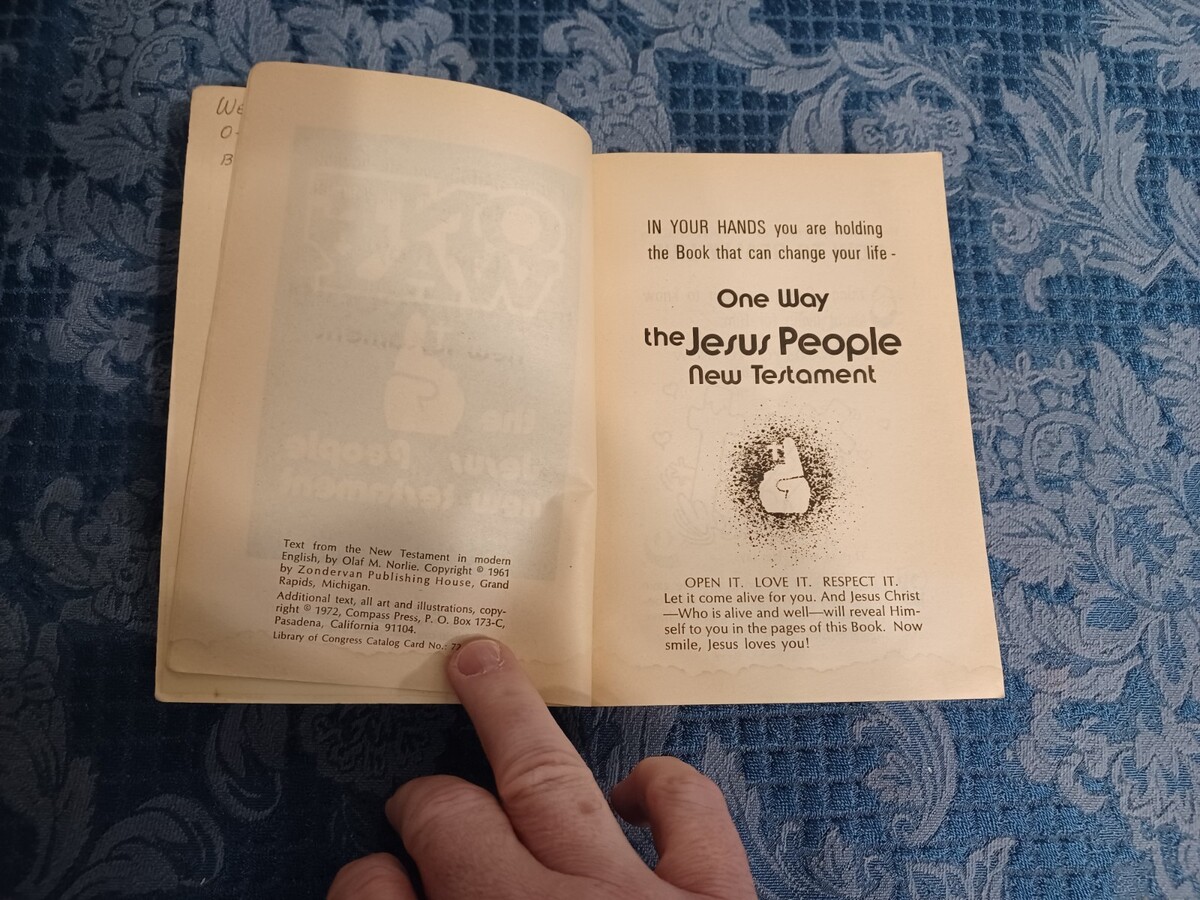 We
O
B
Text from the New Testament in modern
English, by Olaf M. Norlie. Copyright © 1961
by Zondervan Publishing House, Grand
Rapids, Michigan.
Additional text, all art and illustrations, copy-
right © 1972, Compass Press, P. O. Box 173-C,
Pasadena, California 91104.
Library of Congress Catalog Card No.: 72
IN YOUR HANDS you are holding
the Book that can change your life -
One Way
the Jesus People
New Testament
OPEN IT. LOVE IT. RESPECT IT.
Let it come alive for you. And Jesus Christ
—Who is alive and well—will reveal Him-
self to you in the pages of this Book. Now
smile, Jesus loves you!